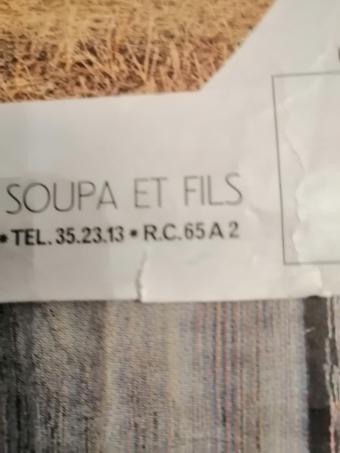 SOUPA ET FILS
• TEL. 35.23.13 • R.C. 65 A 2